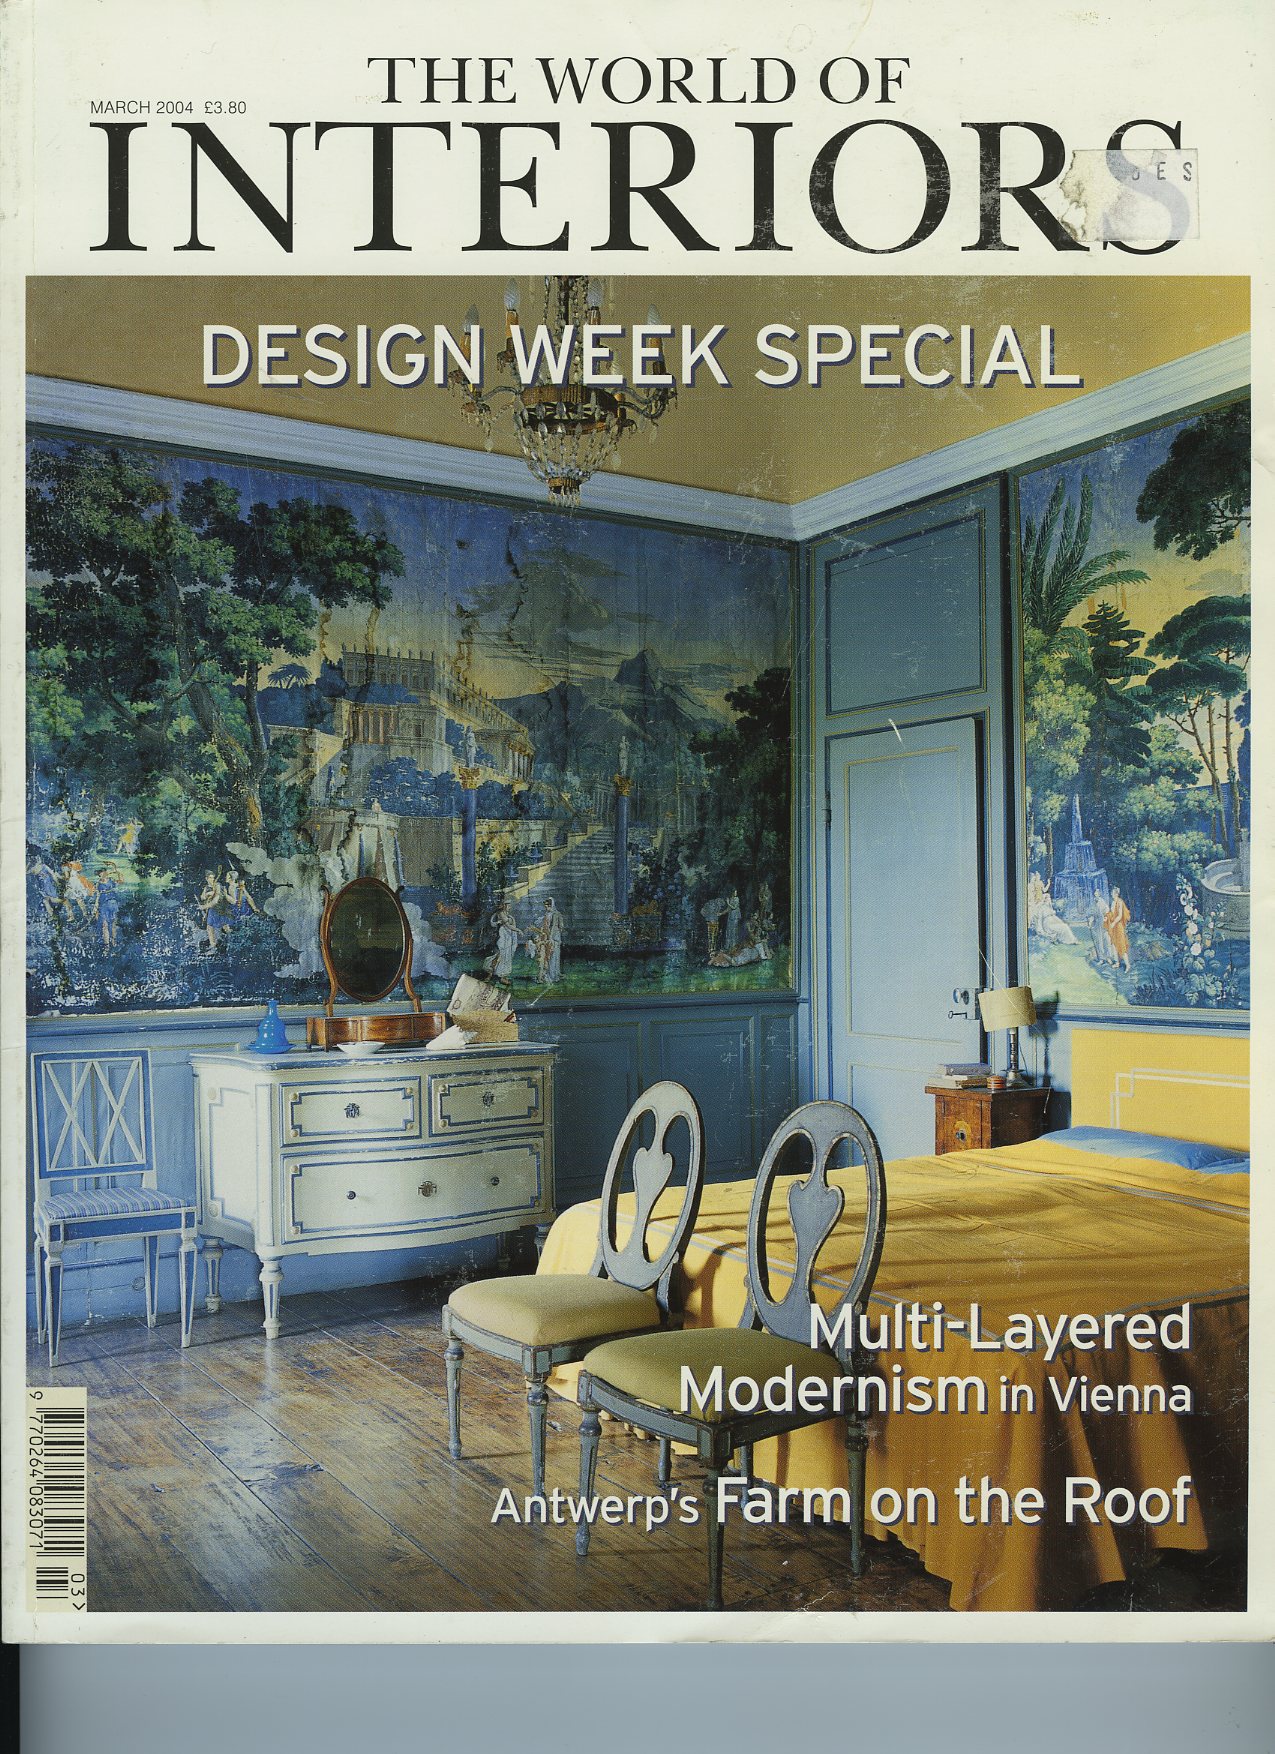 THE WORLD OF
MARCH 2004 £3.80
INTERIORS
DESIGN WEEK SPECIAL
Multi-Layered
Modernism in Vienna
Antwerp's Farm on the Roof
9 770264 083071
03>